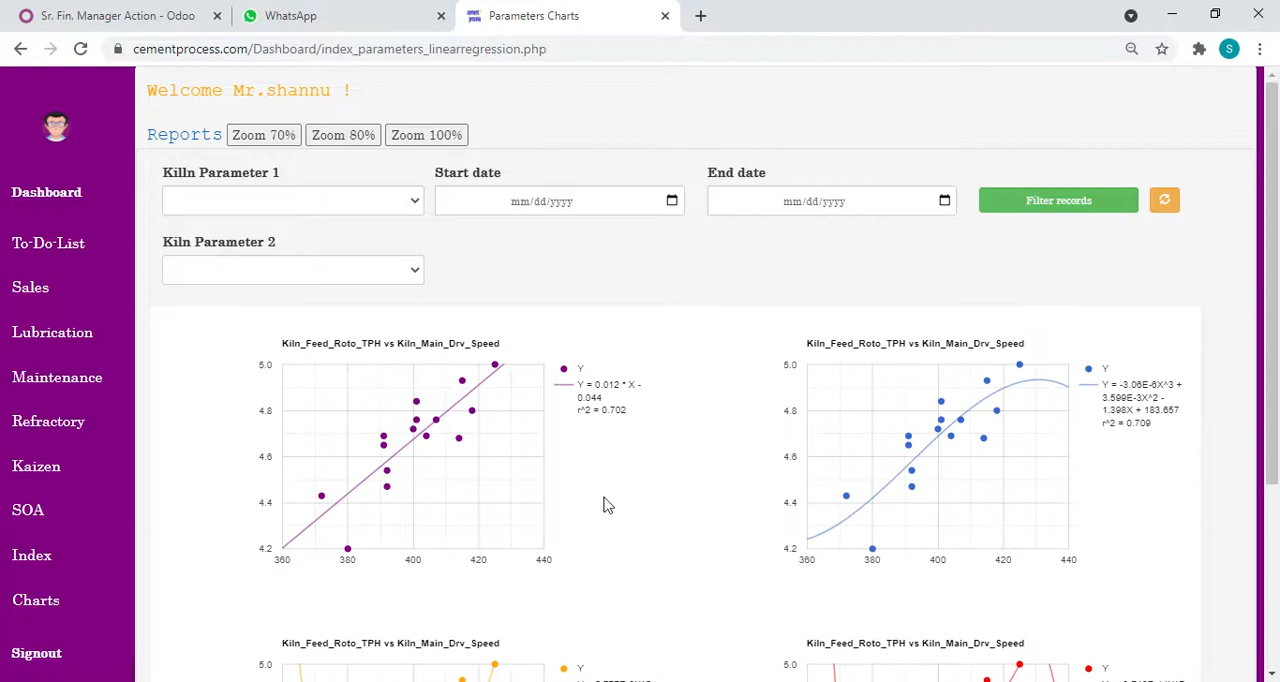 Sr. Fin. Manager Action - Odoo
WhatsApp
Parameters Charts
cementprocess.com/Dashboard/index_parameters_linearregression.php
S
Welcome Mr.shannu !
Reports Zoom 70% Zoom 80% Zoom 100%
Killn Parameter 1
Start date
End date
mm/dd/yyyy
mm/dd/yyyy
Filter records
Kiln Parameter 2
Dashboard
To-Do-List
Sales
Lubrication
Maintenance
Refractory
Kaizen
SOA
Index
Charts
Signout
Kiln_Feed_Roto_TPH vs Kiln_Main_Drv_Speed
5.0
4.8
4.6
4.4
4.2
360 380 400 420 440
Y
Y = 0.012 * X -
0.044
r^2 = 0.702
Kiln_Feed_Roto_TPH vs Kiln_Main_Drv_Speed
5.0
4.8
4.6
4.4
4.2
360 380 400 420 440
Y
Y = -3.06E-6X^3 +
3.599E-3X^2 -
1.398X + 183.657
r^2 = 0.709
Kiln_Feed_Roto_TPH vs Kiln_Main_Drv_Speed
5.0
Y
Kiln_Feed_Roto_TPH vs Kiln_Main_Drv_Speed
5.0
Y